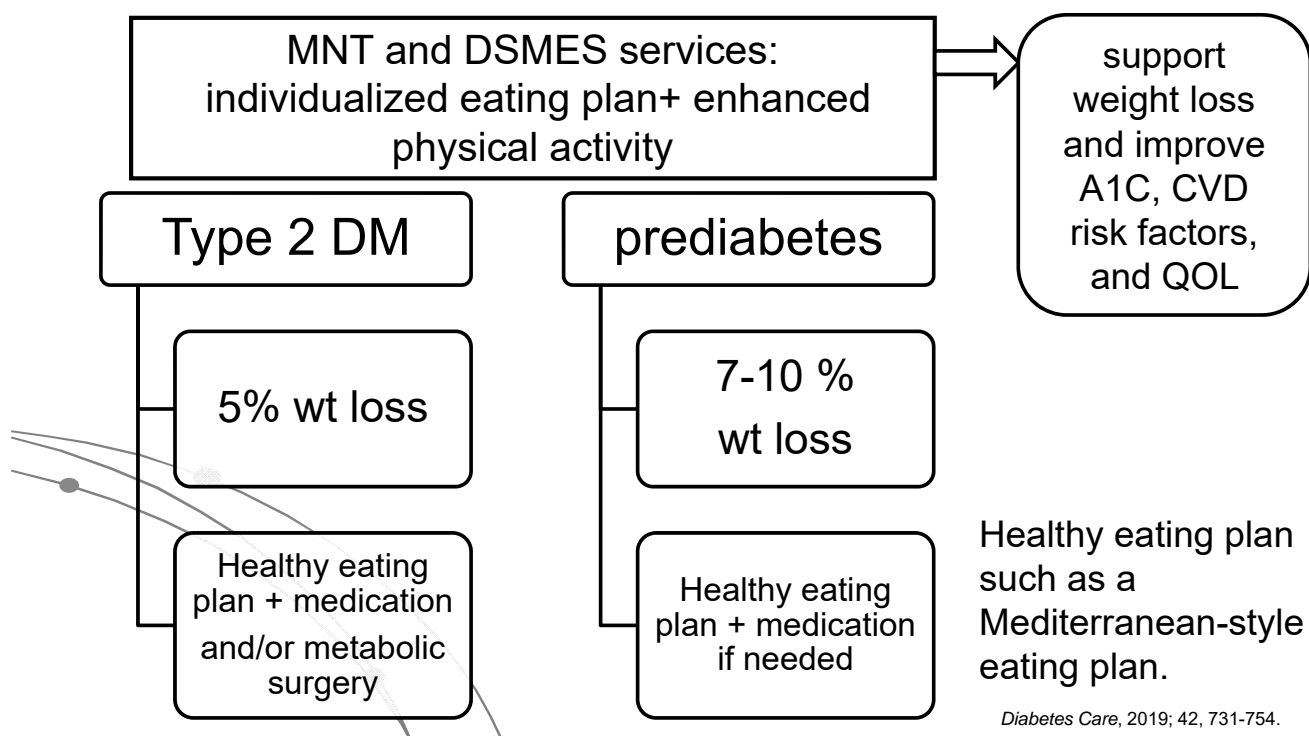 MNT and DSMES services:
individualized eating plan+ enhanced
physical activity
support
weight loss
and improve
A1C, CVD
risk factors,
and QOL
Type 2 DM
5% wt loss
Healthy eating
plan + medication
and/or metabolic
surgery
prediabetes
7-10 %
wt loss
Healthy eating
plan + medication
if needed
Healthy eating plan
such as a
Mediterranean-style
eating plan.
Diabetes Care, 2019; 42, 731-754.